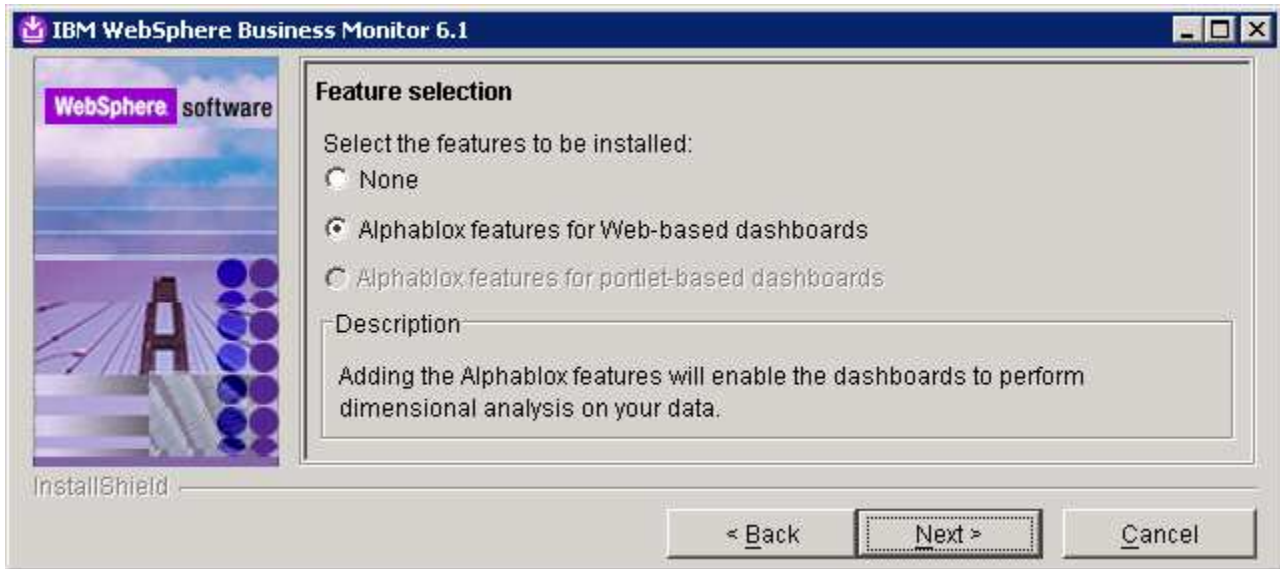 IBM WebSphere Business Monitor 6.1
WebSphere software
Feature selection
Select the features to be installed:
None
Alphablox features for Web-based dashboards
Alphablox features for portlet-based dashboards
Description
Adding the Alphablox features will enable the dashboards to perform
dimensional analysis on your data.
InstallShield
< Back
Next >
Cancel